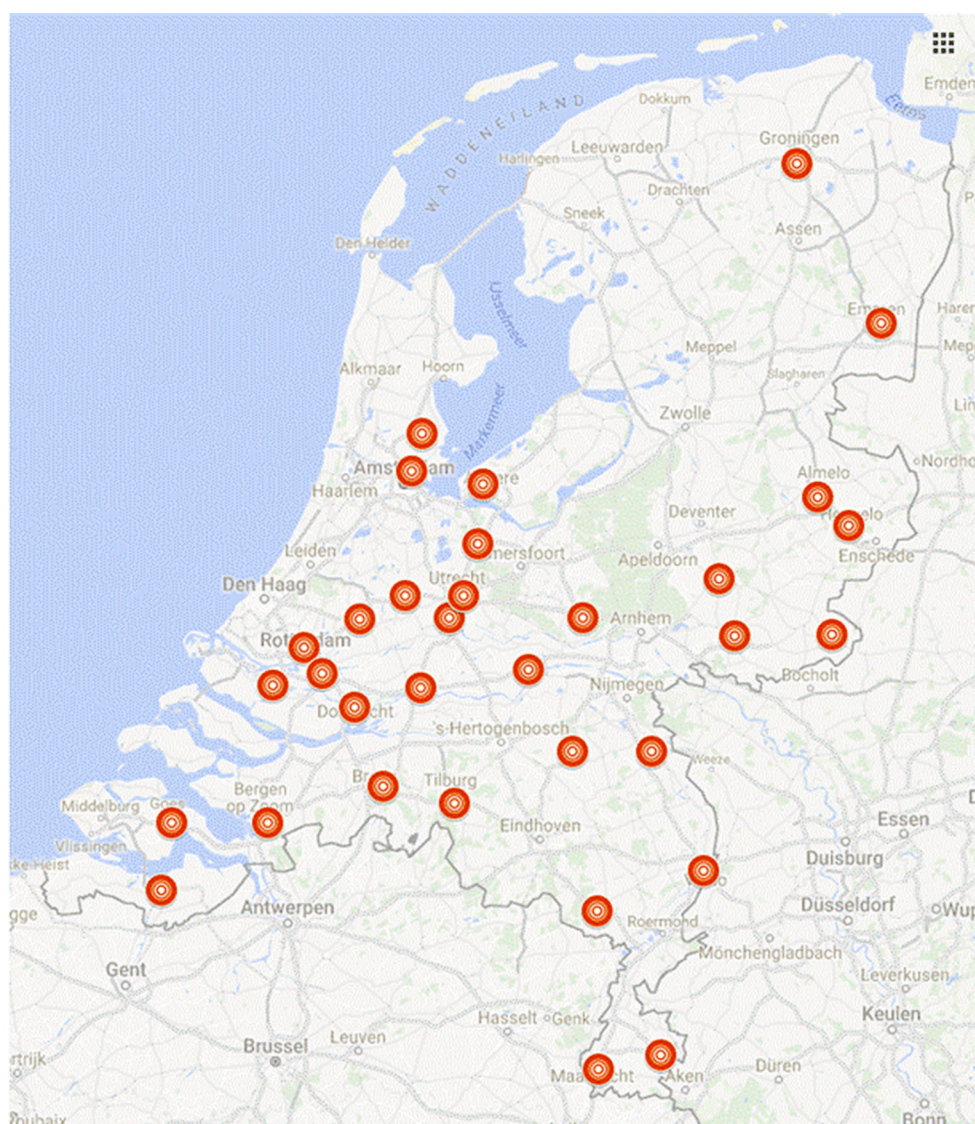 Emden
Eems
Dokkum
WADDENEILAND
Groningen
Leeuwarden
Harlingen
Drachten
Sneek
Assen
Den Helder
IJsselmeer
Meppel
Slagharen
Alkmaar
Hoorn
Markermeer
Zwolle
Haarlem
Almelo
Deventer
Enschede
Leiden
Apeldoorn
Utrecht
Den Haag
Arnhem
Nijmegen
Bocholt
's-Hertogenbosch
Weeze
Bergen
op Zoom
Tilburg
Middelburg
Goes
Vlissingen
Eindhoven
Essen
Duisburg
Antwerpen
Düsseldorf
Roermond
Mönchengladbach
Gent
Leverkusen
Hasselt
Genk
Keulen
Leuven
Brussel
Düren
Aken
Bonn